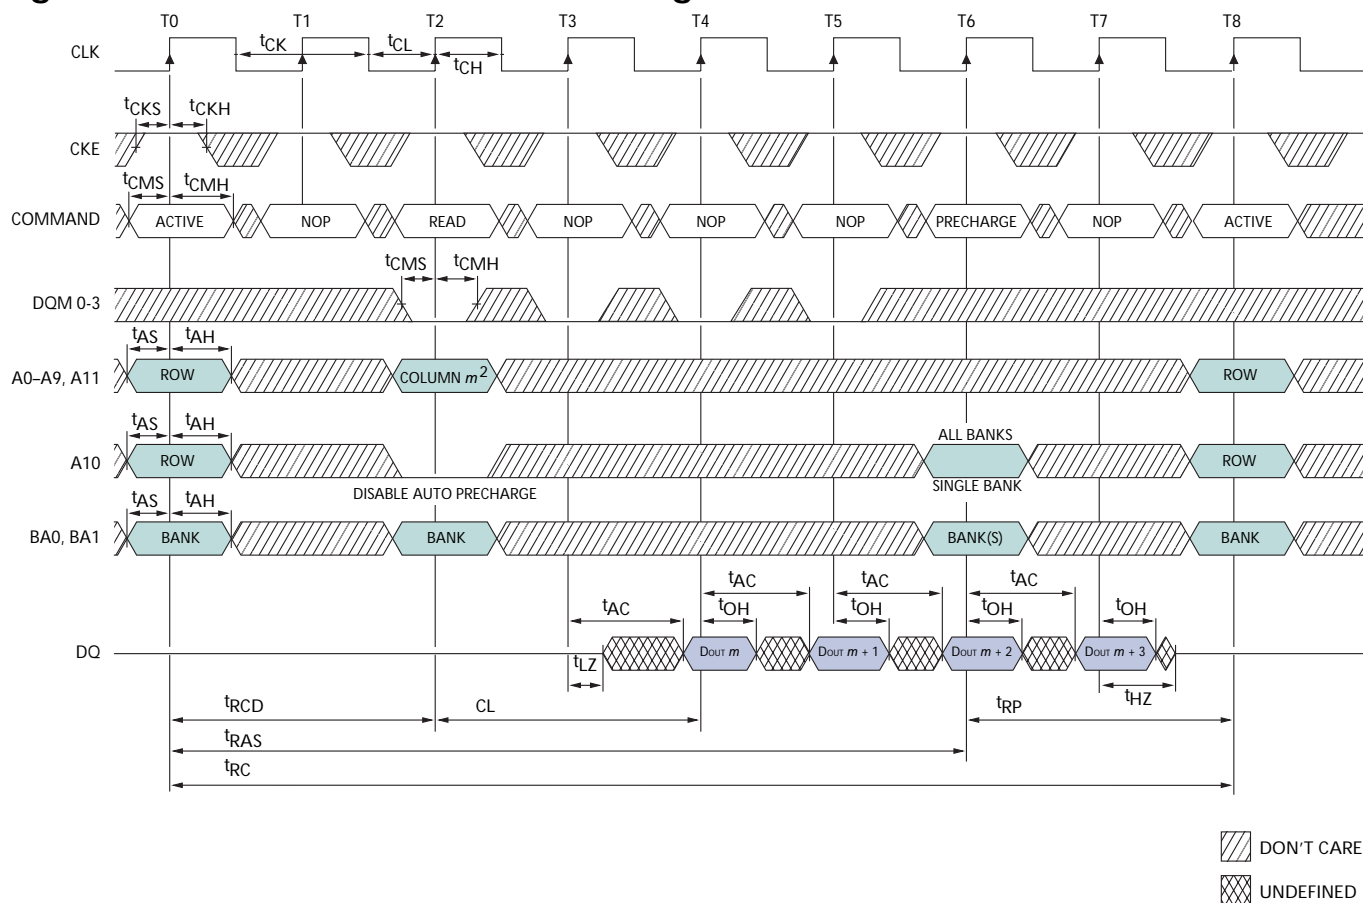 T0 T1 T2 T3 T4 T5 T6 T7 T8
CLK tCK tCL tCH
tCKS tCKH
CKE
tCMS tCMH
COMMAND ACTIVE NOP READ NOP NOP NOP PRECHARGE NOP ACTIVE
tCMS tCMH
DQM 0-3
tAS tAH
A0–A9, A11 ROW COLUMN m2 ROW
tAS tAH ALL BANKS
A10 ROW ROW
DISABLE AUTO PRECHARGE SINGLE BANK
tAS tAH
BA0, BA1 BANK BANK BANK(S) BANK
tAC tAC tAC
tAC tOH tOH tOH tOH
DQ DOUT m DOUT m + 1 DOUT m + 2 DOUT m + 3
tLZ tHZ
tRCD CL tRP
tRAS
tRC
DON'T CARE
UNDEFINED